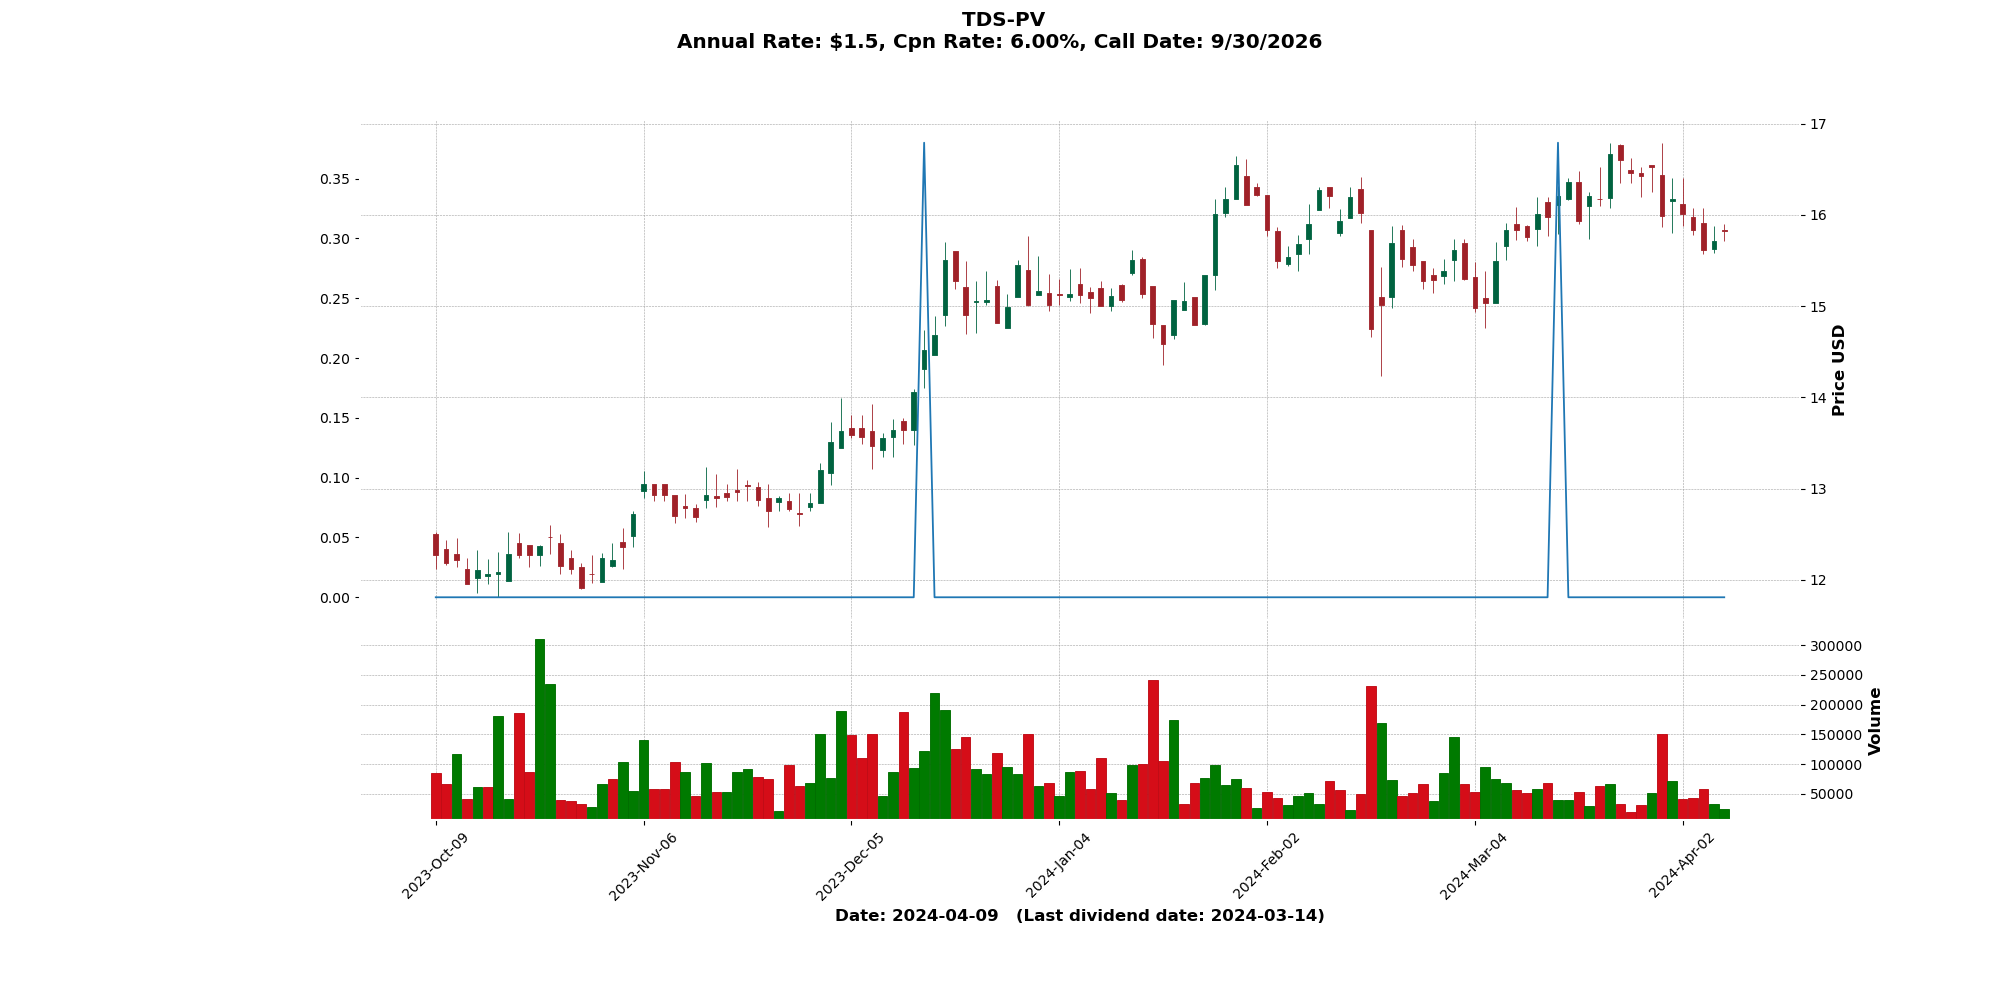 TDS-PV
Annual Rate: $1.5, Cpn Rate: 6.00%, Call Date: 9/30/2026
0.35
0.30
0.25
0.20
0.15
0.10
0.05
0.00
17
16
15
14
13
12
Price USD
300000
250000
200000
150000
100000
50000
Volume
2023-Oct-09
2023-Nov-06
2023-Dec-05
2024-Jan-04
2024-Feb-02
2024-Mar-04
2024-Apr-02
Date: 2024-04-09 (Last dividend date: 2024-03-14)